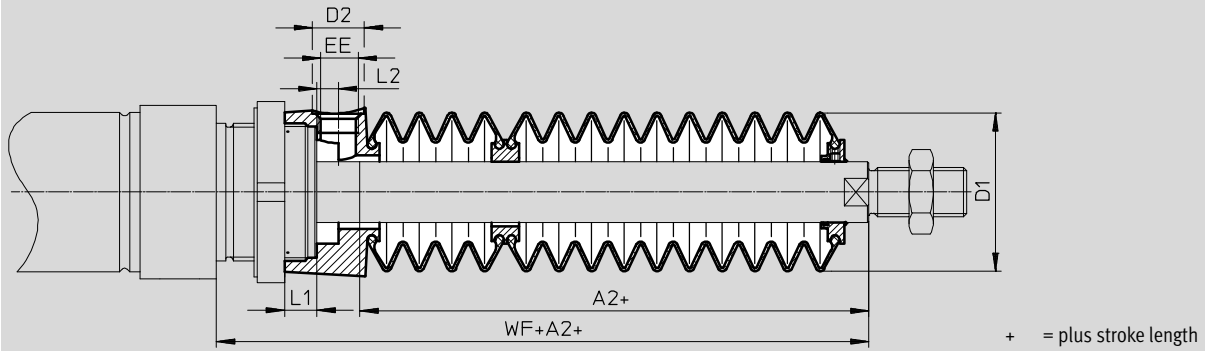 D2
EE
L2
D1
L1
A2+
WF+A2+
+ = plus stroke length